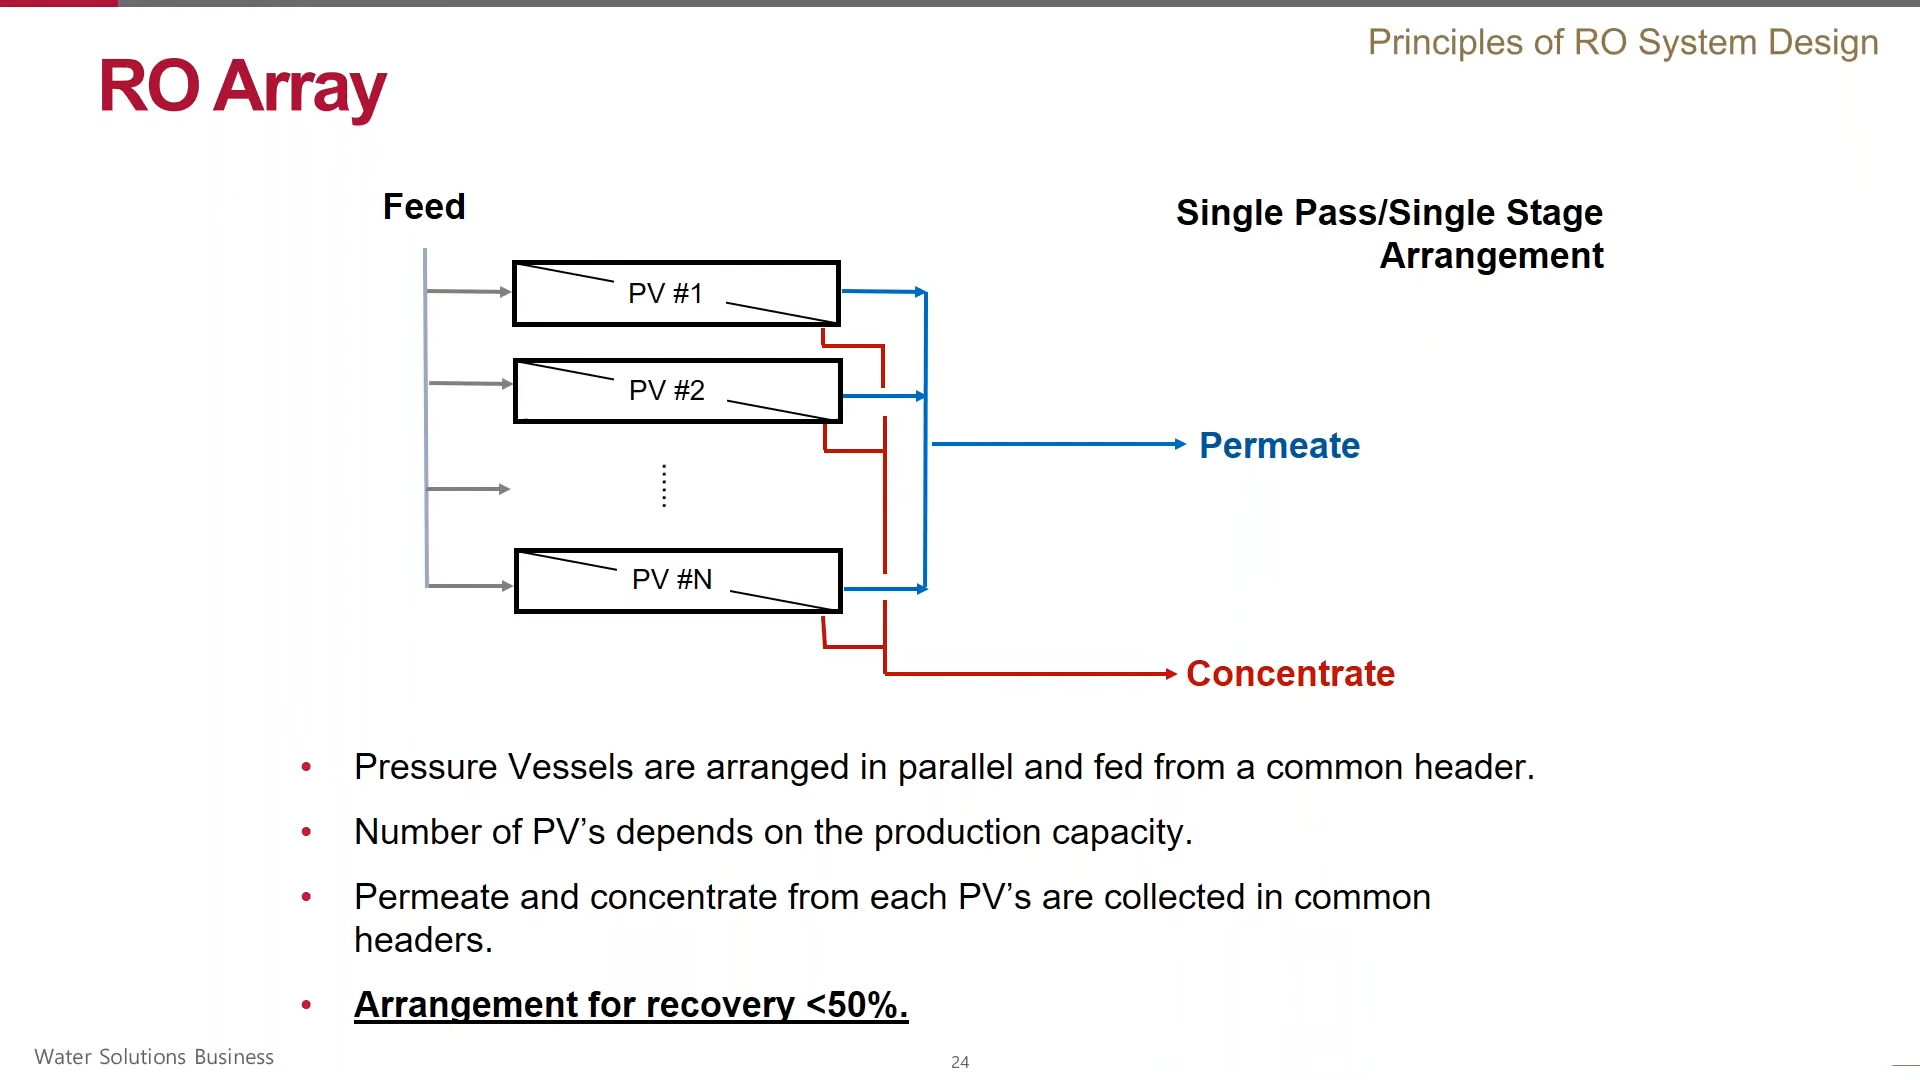 Principles of RO System Design
RO Array
Feed
Single Pass/Single Stage
Arrangement
PV #1
PV #2
PV #N
Permeate
Concentrate
• Pressure Vessels are arranged in parallel and fed from a common header.
• Number of PV’s depends on the production capacity.
• Permeate and concentrate from each PV’s are collected in common
headers.
• Arrangement for recovery <50%.
Water Solutions Business
24